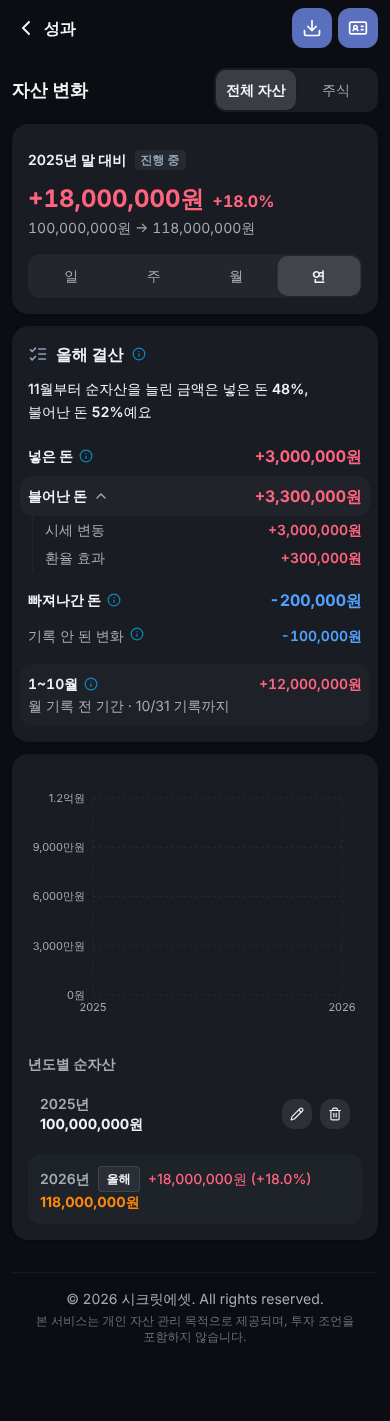 성과
자산 변화
전체 자산
주식
2025년 말 대비 진행 중
+18,000,000원 +18.0%
100,000,000원 → 118,000,000원
일 주 월 연
올해 결산
11월부터 순자산을 늘린 금액은 넣은 돈 48%,
불어난 돈 52%예요
넣은 돈 +3,000,000원
불어난 돈 +3,300,000원
시세 변동 +3,000,000원
환율 효과 +300,000원
빠져나간 돈 -200,000원
기록 안 된 변화 -100,000원
1~10월 +12,000,000원
월 기록 전 기간 · 10/31 기록까지
1.2억원
9,000만원
6,000만원
3,000만원
0원
2025 2026
년도별 순자산
2025년
100,000,000원
2026년 올해 +18,000,000원 (+18.0%)
118,000,000원
© 2026 시크릿에셋. All rights reserved.
본 서비스는 개인 자산 관리 목적으로 제공되며, 투자 조언을
포함하지 않습니다.